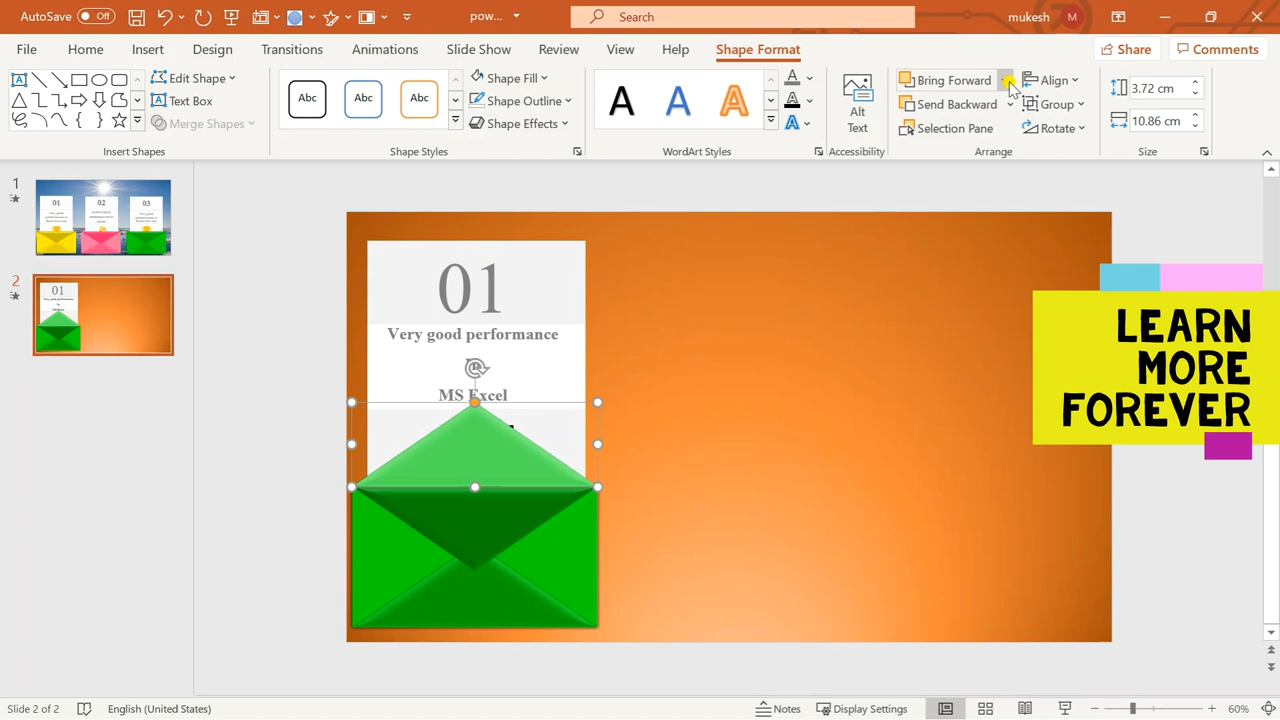 AutoSave Off pow... Search mukesh M
File Home Insert Design Transitions Animations Slide Show Review View Help Shape Format Share Comments
Edit Shape Text Box Merge Shapes
Insert Shapes
Abc Abc Abc
Shape Fill
Shape Outline
Shape Effects
Shape Styles
A A A
WordArt Styles
Alt
Text
Accessibility
Bring Forward
Send Backward
Selection Pane
Align
Group
Rotate
Arrange
3.72 cm
10.86 cm
Size
1
2
01
Very good performance
MS Excel
LEARN
MORE
FOREVER
Slide 2 of 2 English (United States) Notes Display Settings 60%